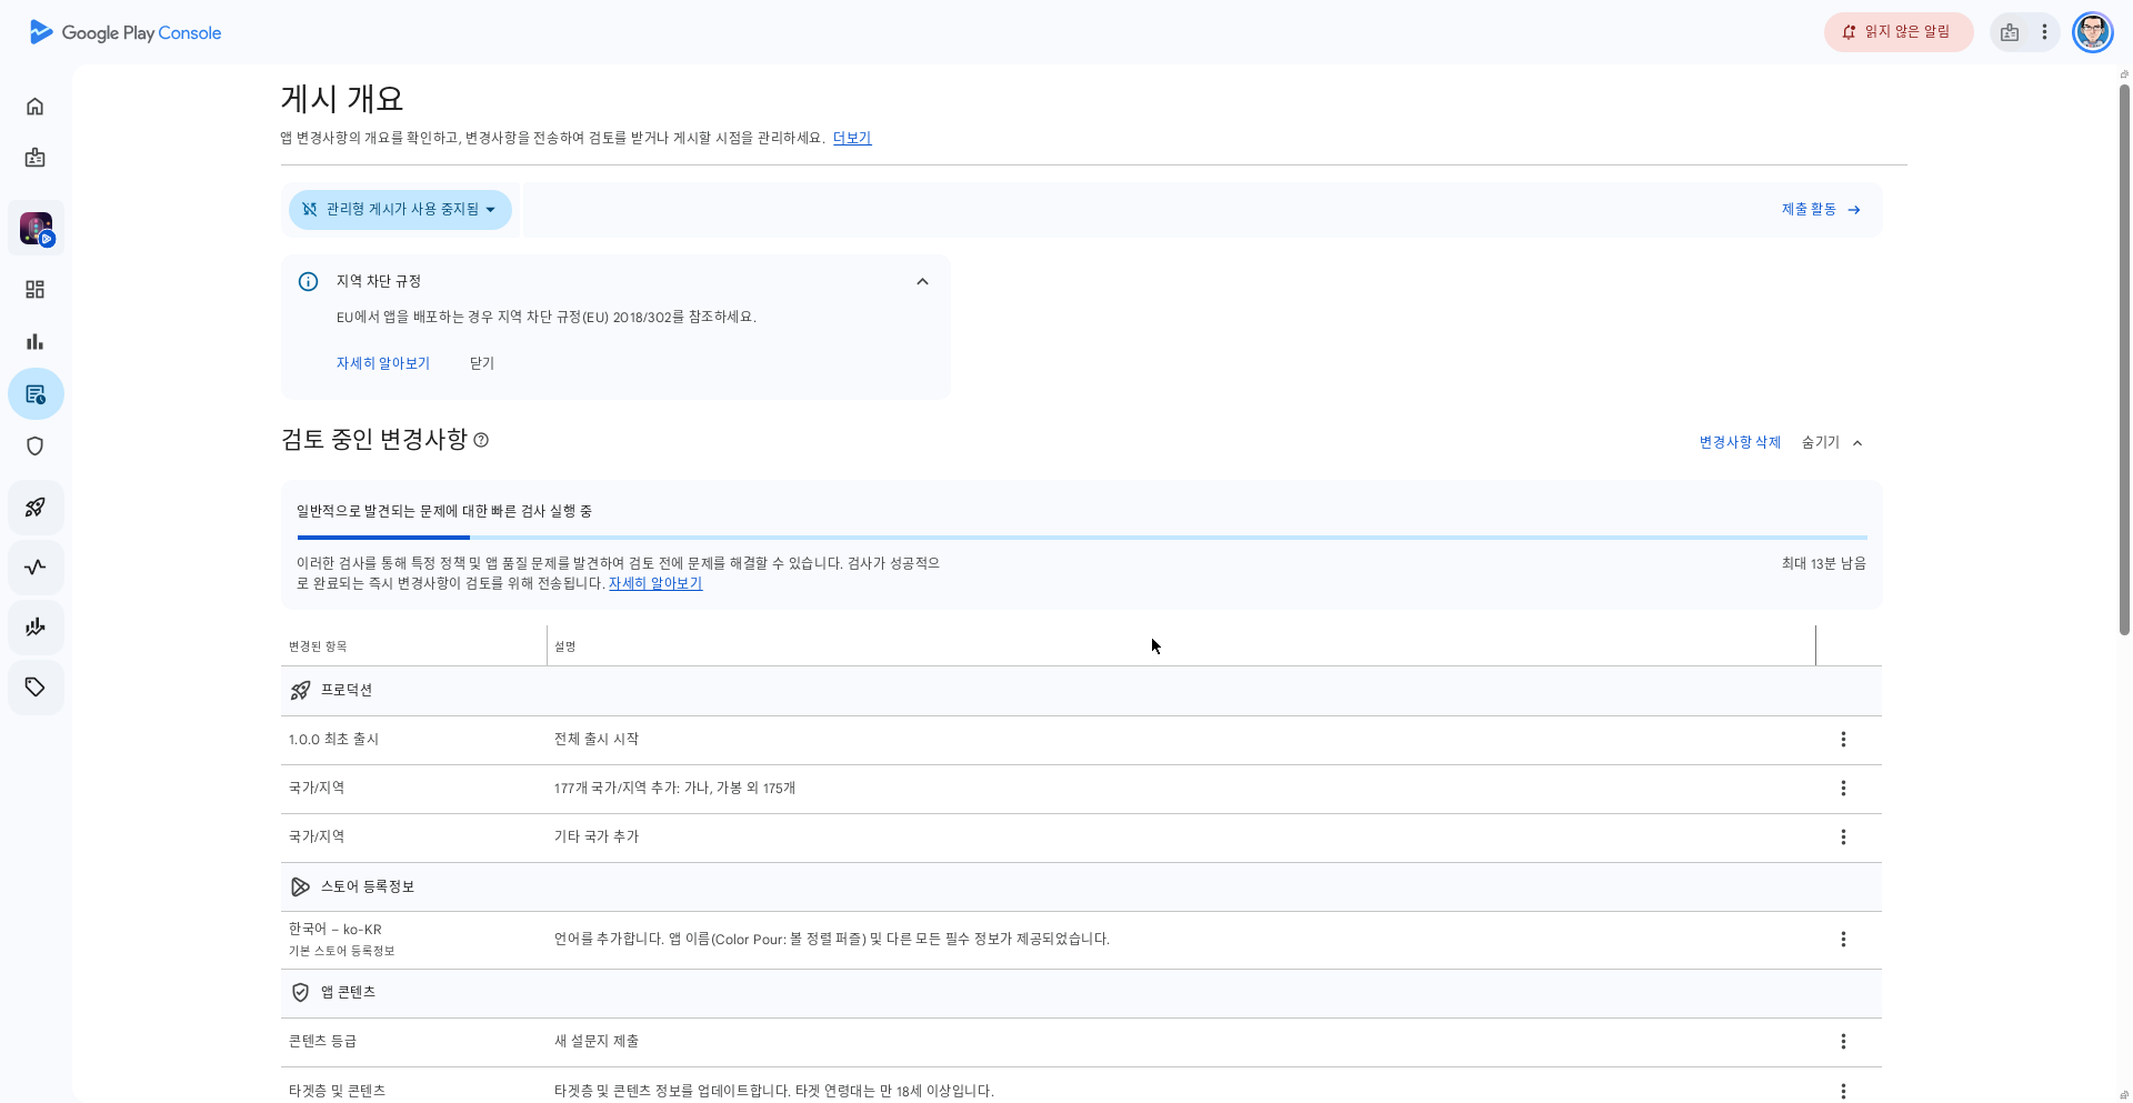 Google Play Console
읽지 않은 알림
게시 개요
앱 변경사항의 개요를 확인하고, 변경사항을 전송하여 검토를 받거나 게시할 시점을 관리하세요. 더보기
관리형 게시가 사용 중지됨
제출 활동
지역 차단 규정
EU에서 앱을 배포하는 경우 지역 차단 규정(EU) 2018/302를 참조하세요.
자세히 알아보기 닫기
검토 중인 변경사항
변경사항 삭제 숨기기
일반적으로 발견되는 문제에 대한 빠른 검사 실행 중
이러한 검사를 통해 특정 정책 및 앱 품질 문제를 발견하여 검토 전에 문제를 해결할 수 있습니다. 검사가 성공적으
로 완료되는 즉시 변경사항이 검토를 위해 전송됩니다. 자세히 알아보기
최대 13분 남음
변경된 항목 설명
프로덕션
1.0.0 최초 출시 전체 출시 시작
국가/지역 177개 국가/지역 추가: 가나, 가봉 외 175개
국가/지역 기타 국가 추가
스토어 등록정보
한국어 – ko-KR
기본 스토어 등록정보
언어를 추가합니다. 앱 이름(Color Pour: 볼 정렬 퍼즐) 및 다른 모든 필수 정보가 제공되었습니다.
앱 콘텐츠
콘텐츠 등급 새 설문지 제출
타겟층 및 콘텐츠 타겟층 및 콘텐츠 정보를 업데이트합니다. 타겟 연령대는 만 18세 이상입니다.